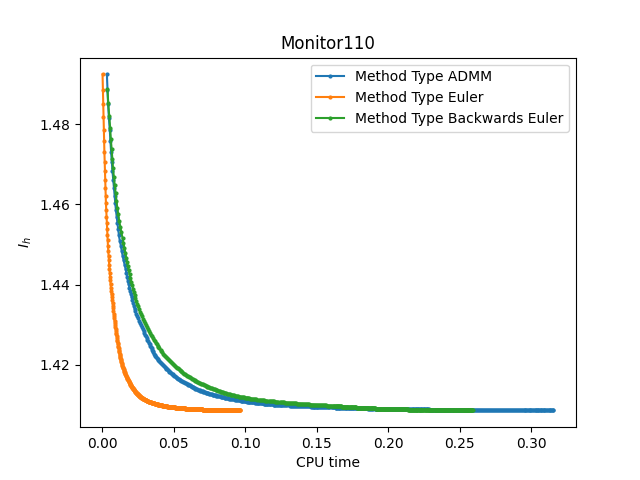 Monitor110
Method Type ADMM
Method Type Euler
Method Type Backwards Euler
1.48
1.46
1.44
1.42
I_h
0.00 0.05 0.10 0.15 0.20 0.25 0.30
CPU time